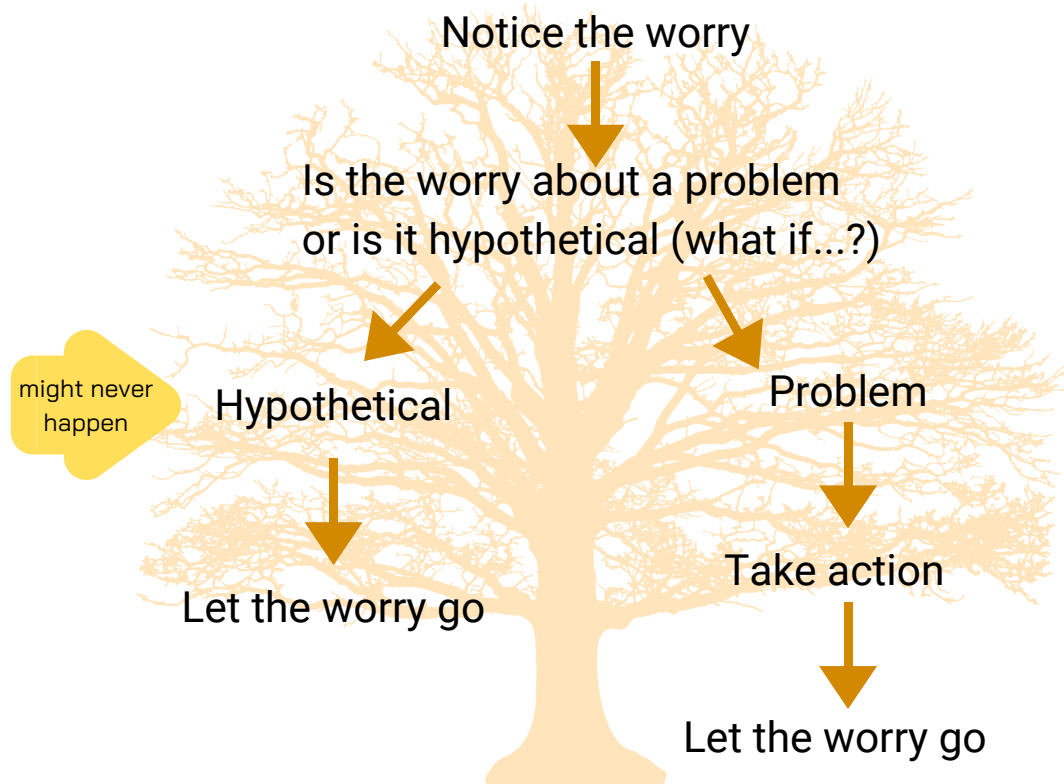 Notice the worry
Is the worry about a problem
or is it hypothetical (what if...?)
might never
happen
Hypothetical
Problem
Take action
Let the worry go
Let the worry go